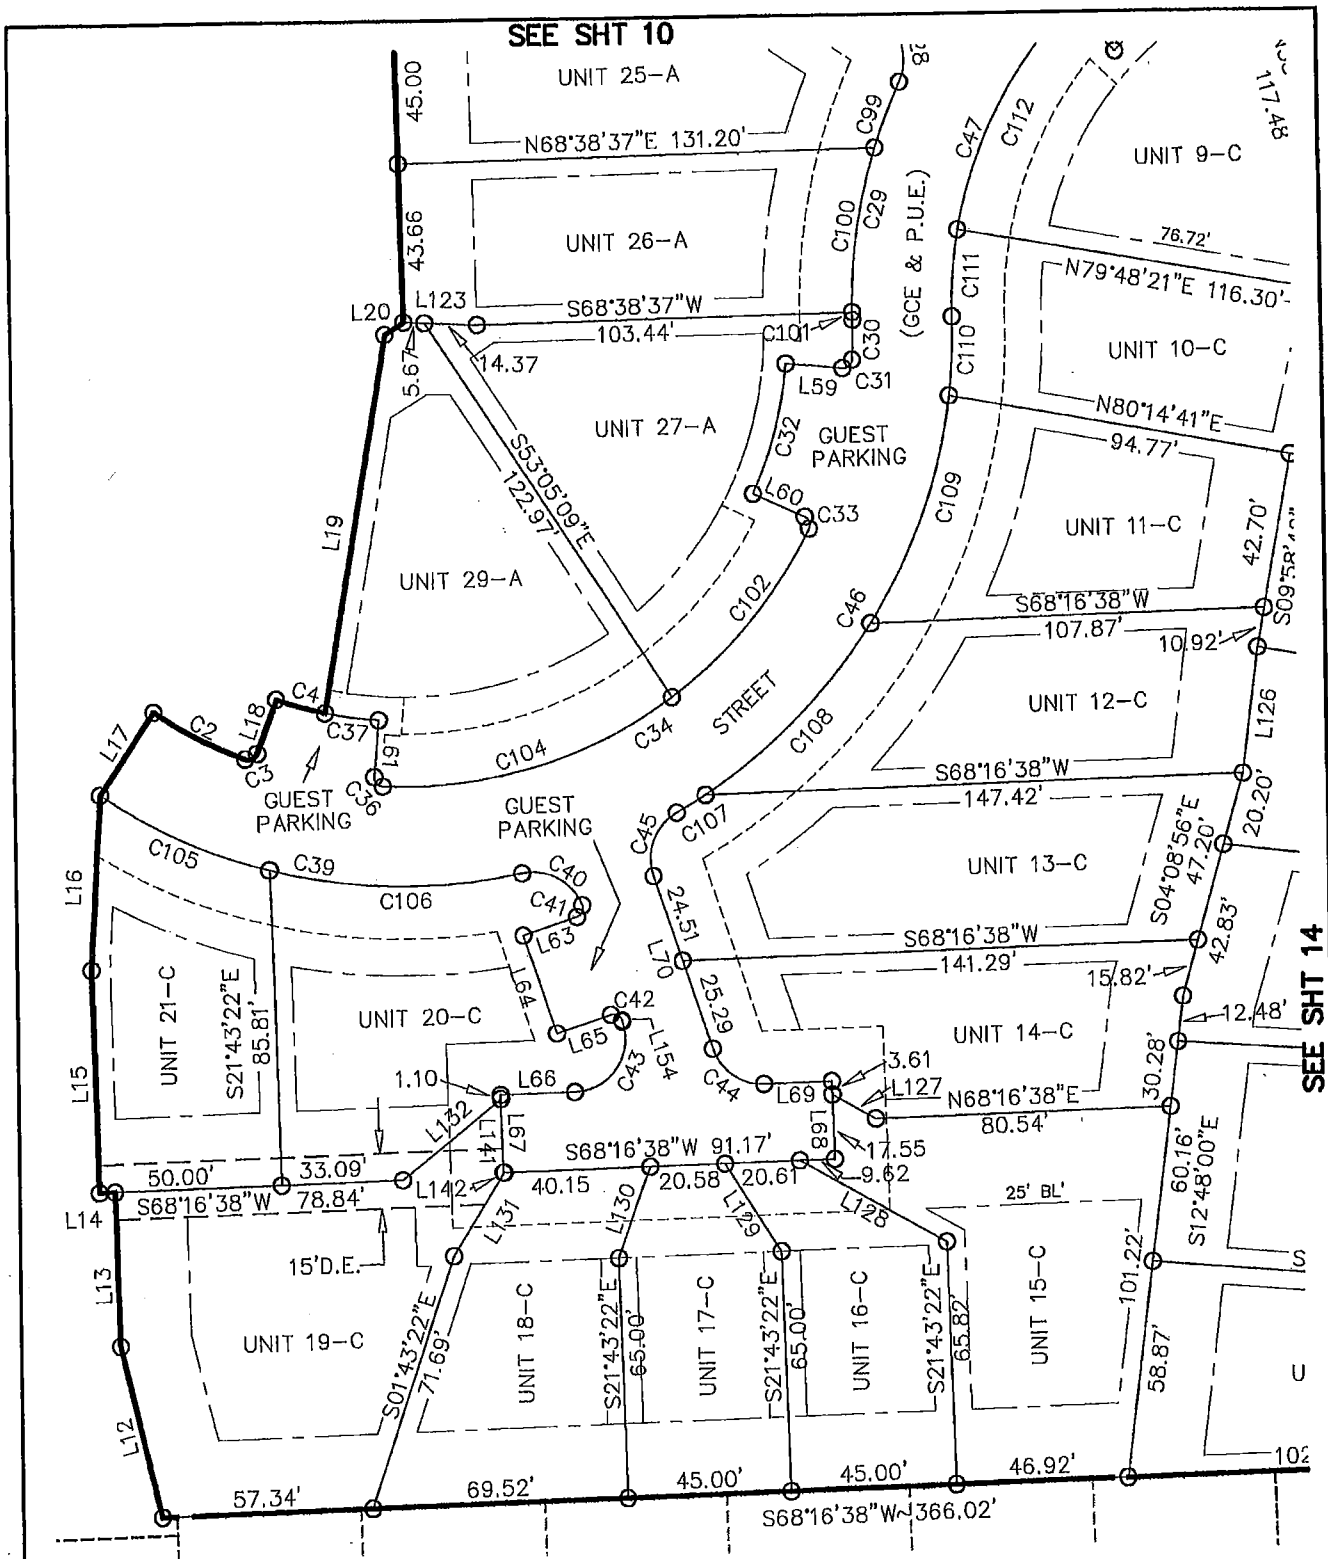 SEE SHT 10
UNIT 25-A
45.00
N68°38'37"E 131.20'
C99
C47
C112
117.48
UNIT 9-C
UNIT 26-A
43.66
C100
C29
(GCE & P.U.E.)
C111
76.72'
N79°48'21"E 116.30'
L20
L123
S68°38'37"W
103.44'
C101
C30
C31
C110
UNIT 10-C
5.67
14.37
L59
UNIT 27-A
C32
GUEST
PARKING
N80°14'41"E
94.77'
L19
S53°05'09"E
122.97'
L60
C33
C109
UNIT 11-C
42.70'
UNIT 29-A
C102
C46
S68°16'38"W
107.87'
10.92'
L17
C2
L18
C4
C3
C37
L61
C36
C104
C34
STREET
C108
UNIT 12-C
L126
S68°16'38"W
147.42'
20.20'
GUEST
PARKING
GUEST
PARKING
C45
C107
C105
C39
C106
C40
C41
L16
L63
L64
24.51
UNIT 13-C
S04°08'56"E
47.20'
S68°16'38"W
141.29'
42.83'
L70
15.82'
12.48'
SEE SHT 14
UNIT 21-C
S21°43'22"E
85.81'
UNIT 20-C
L65
C42
C43
L154
25.29
C44
UNIT 14-C
3.61
L127
30.28'
L15
1.10
L66
L69
N68°16'38"E
80.54'
L132
L141
L67
L68
17.55
9.62
50.00'
33.09'
S68°16'38"W
78.84'
L14
L142
S68°16'38"W 91.17'
40.15
20.58
20.61
L131
L130
L129
L128
25' BL'
60.16'
S12°48'00"E
101.22'
58.87'
L13
15'D.E.
UNIT 19-C
S01°43'22"E
71.69'
UNIT 18-C
S21°43'22"E
65.00'
UNIT 17-C
S21°43'22"E
65.00'
UNIT 16-C
S21°43'22"E
65.82'
UNIT 15-C
S
U
L12
57.34'
69.52'
45.00'
45.00'
46.92'
S68°16'38"W~366.02'